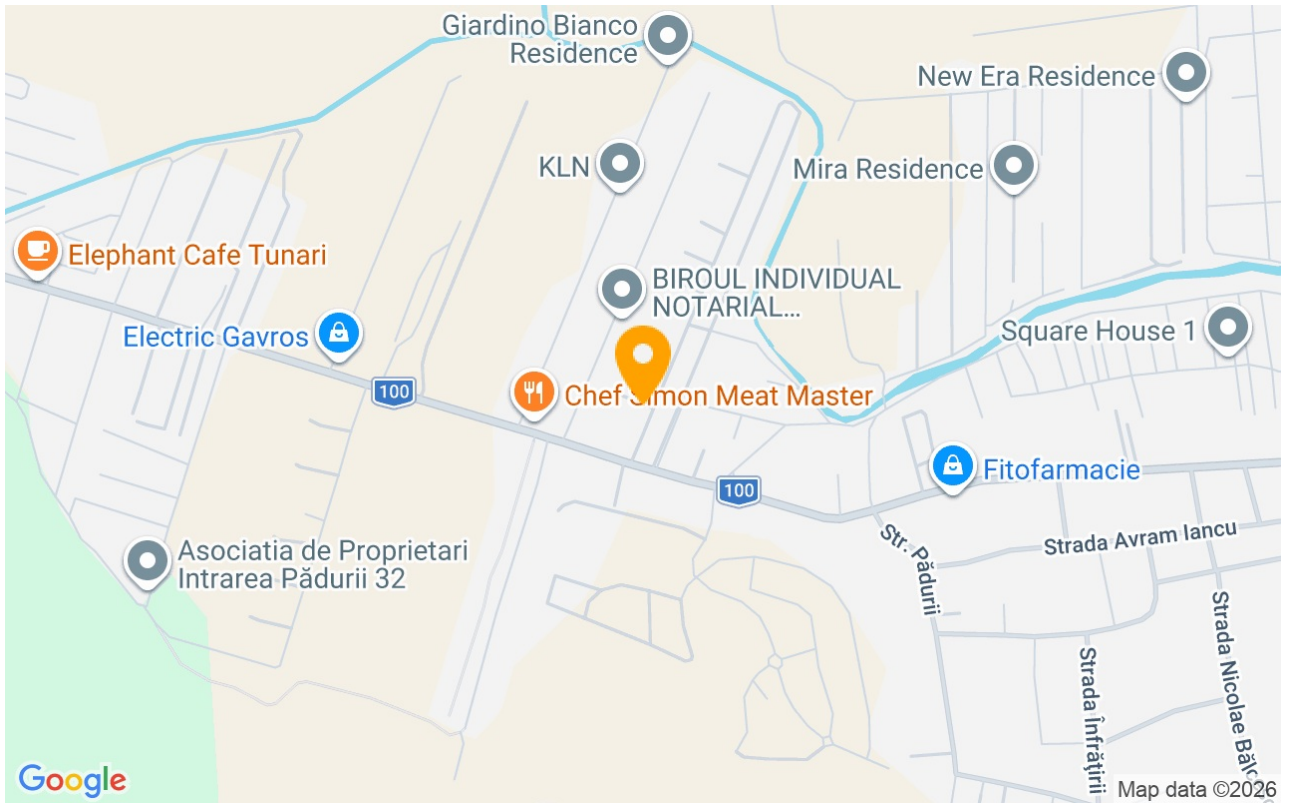 Giardino Bianco
Residence
New Era Residence
KLN
Mira Residence
Elephant Cafe Tunari
BIROUL INDIVIDUAL
NOTARIAL...
Electric Gavros
Square House 1
100
Chef Simon Meat Master
Fitofarmacie
100
Str. Pădurii
Strada Avram Iancu
Asociatia de Proprietari
Intrarea Pădurii 32
Strada Înfrățirii
Strada Nicolae
Google
Map data ©2026